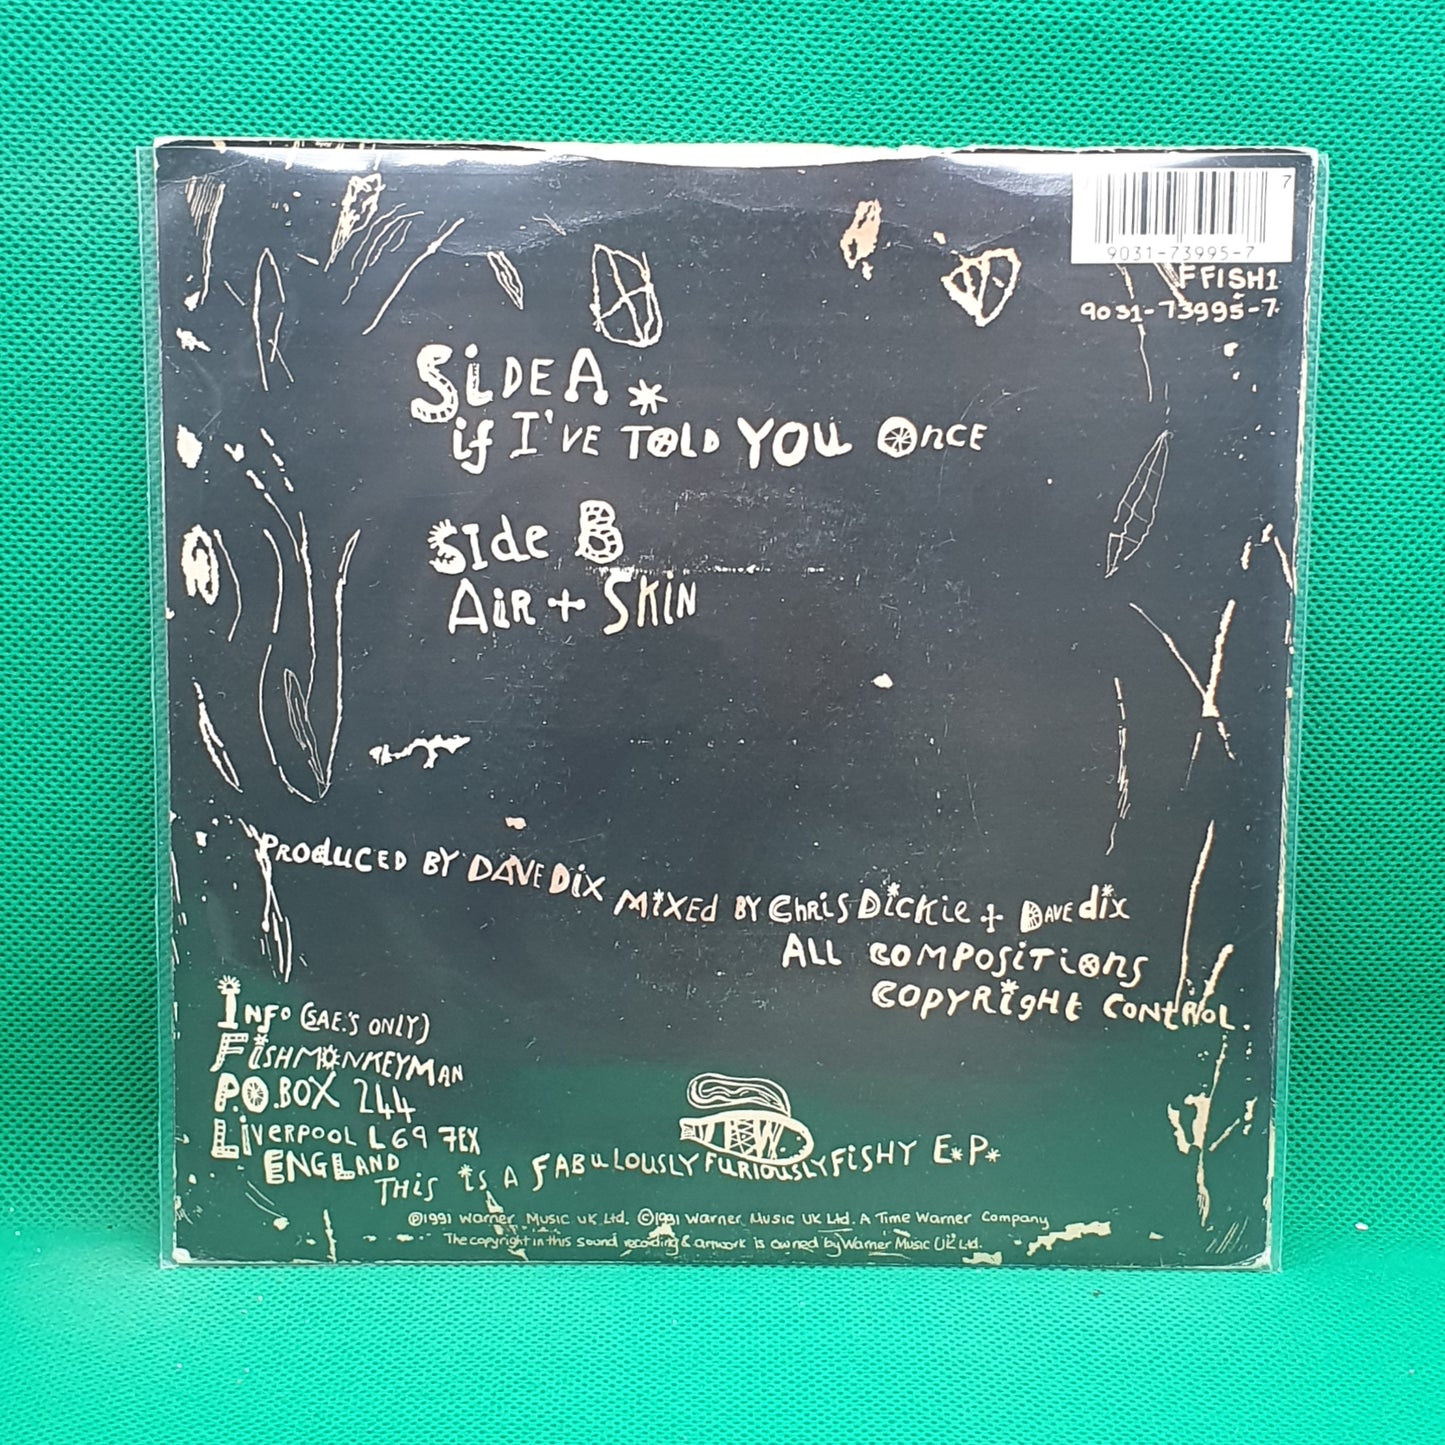 7
9031-73995-7
FFISH1
9031-73995-7.
SiDE A *
if I'VE TOLD YOU OncE
Side B
AiR + SKiN
PRODUCED BY DAVE DiX MiXEd BY ChriS DicKie + DAVE dix
ALL COMPOSiTiOnS
COPYRigHt CONtROL.
InFo (S.A.E.'S ONLY)
FiSHMONKEYMAN
P.O.BOX 244
LiVERPOOL L69 7EX
ENGLAND
THiS iS A FABuLOUSLY FURiOUSLY FiSHY E.P.
℗1991 Warner Music UK Ltd. ©1991 Warner Music UK Ltd. A Time Warner Company
The copyright in this sound recording & artwork is owned by Warner Music UK Ltd.